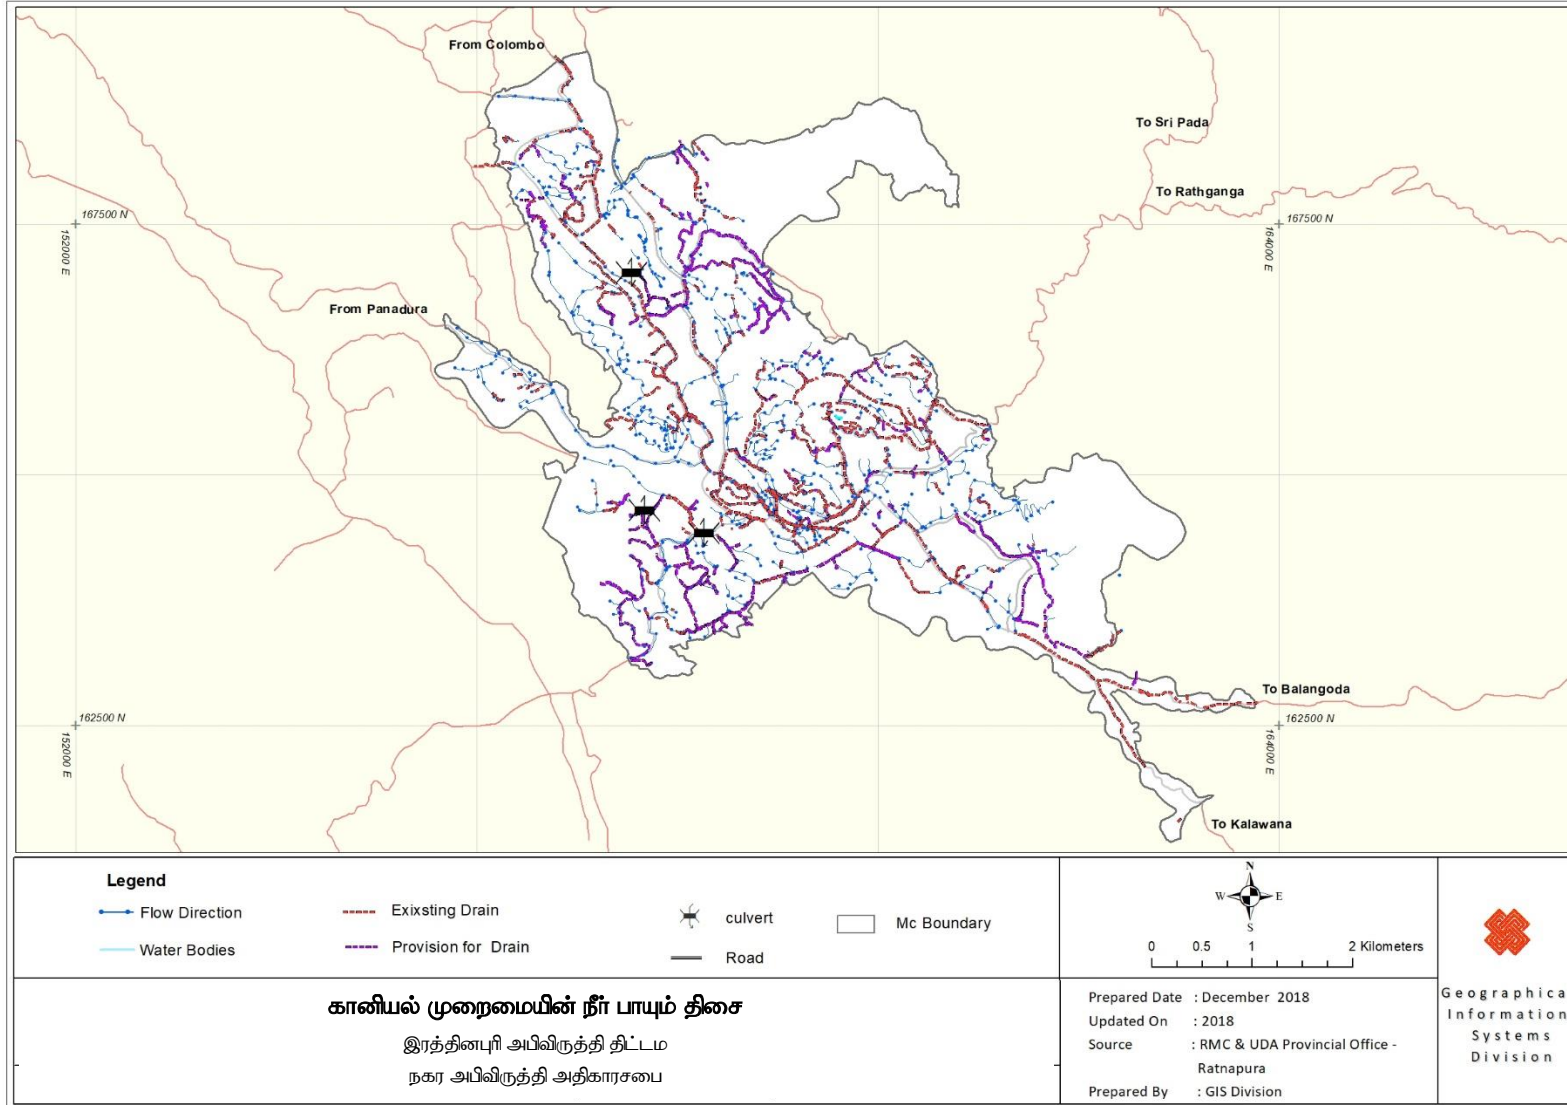 From Colombo
To Sri Pada
To Rathganga
167500 N
167500 N
152000 E
164000 E
From Panadura
To Balangoda
162500 N
162500 N
152000 E
164000 E
To Kalawana
Legend
Flow Direction
Exixsting Drain
culvert
Mc Boundary
Water Bodies
Provision for Drain
Road
N
W E
S
0 0.5 1 2 Kilometers
கானியல் முறைமையின் நீர் பாயும் திசை
இரத்தினபுரி அபிவிருத்தி திட்டம
நகர அபிவிருத்தி அதிகாரசபை
Prepared Date : December 2018
Updated On : 2018
Source : RMC & UDA Provincial Office -
Ratnapura
Prepared By : GIS Division
Geographica
Information
Systems
Division